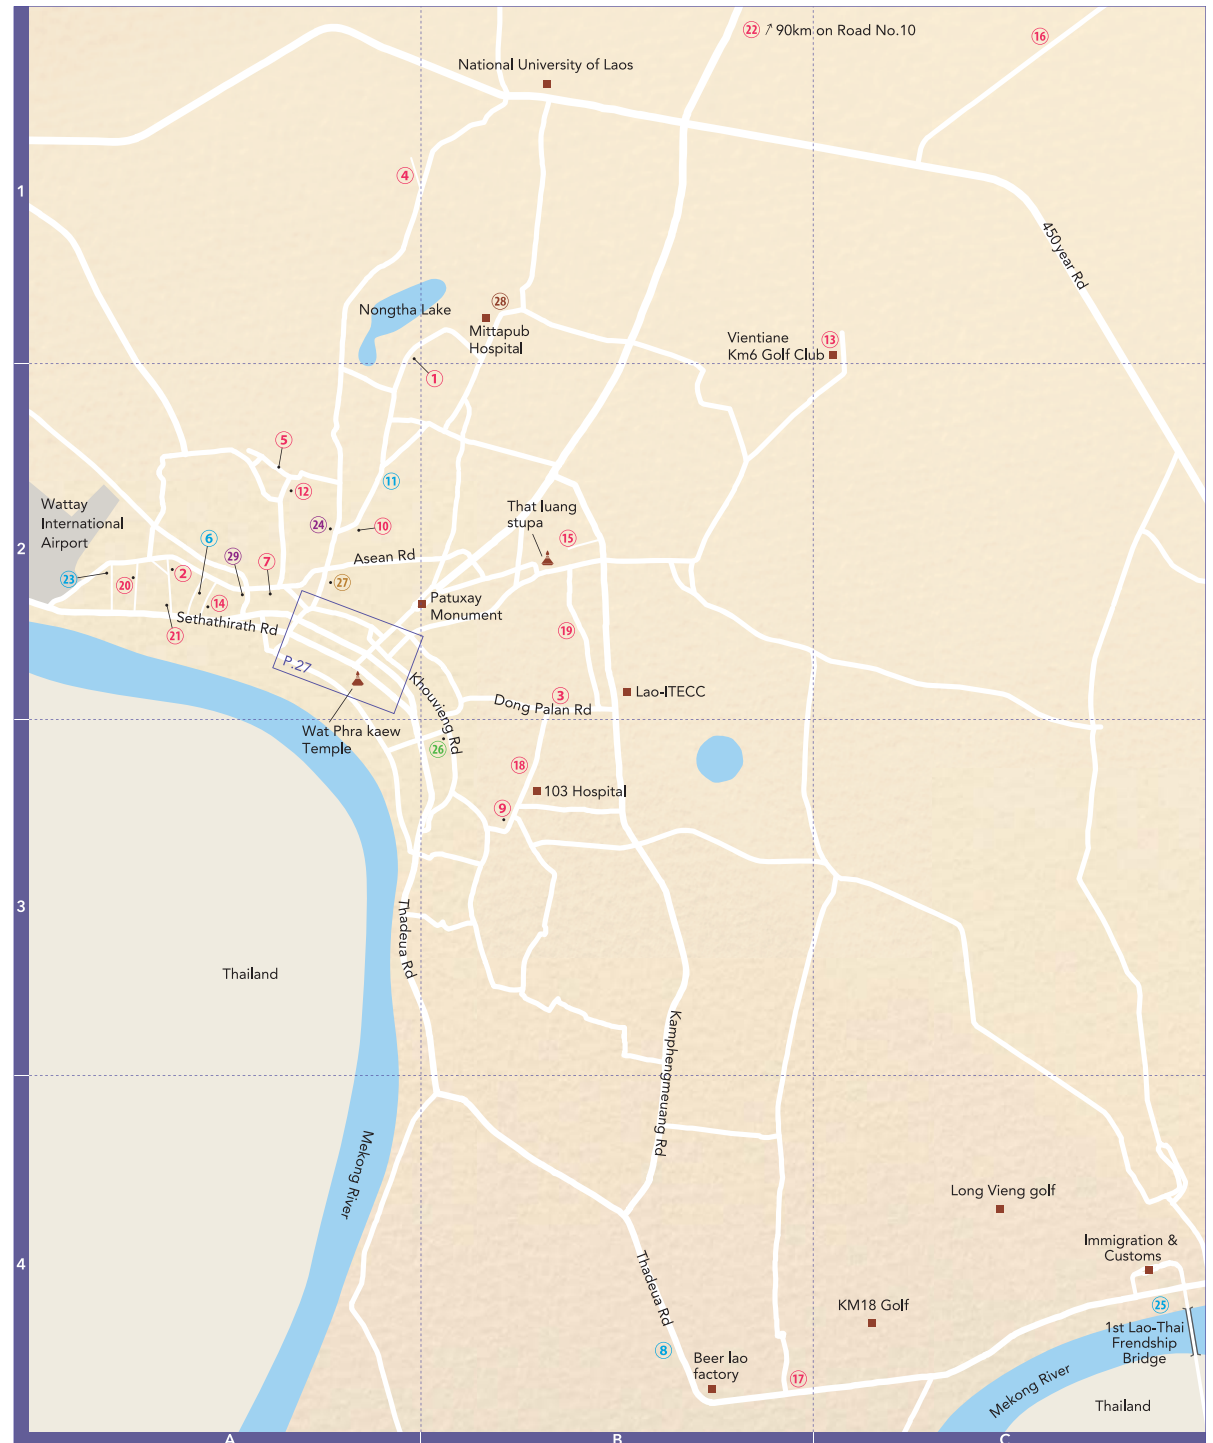 22 ↗ 90km on Road No.10
16
National University of Laos
1
4
450year Rd
Nongtha Lake
28
Mittapub
Hospital
Vientiane
Km6 Golf Club
13
1
5
11
12
Wattay
International
Airport
That luang
stupa
24
10
15
6
2
29
7
Asean Rd
23
20
2
27
14
Patuxay
Monument
Sethathirath Rd
21
19
P.27
Khouvieng Rd
3
Dong Palan Rd
Lao-ITECC
Wat Phra kaew
Temple
26
18
103 Hospital
9
3
Thadeua Rd
Thailand
Kamphengmeuang Rd
Mekong River
Long Vieng golf
Immigration &
Customs
4
Thadeua Rd
KM18 Golf
25
1st Lao-Thai
Frendship
Bridge
8
Beer lao
factory
17
Mekong River
Thailand
A
B
C